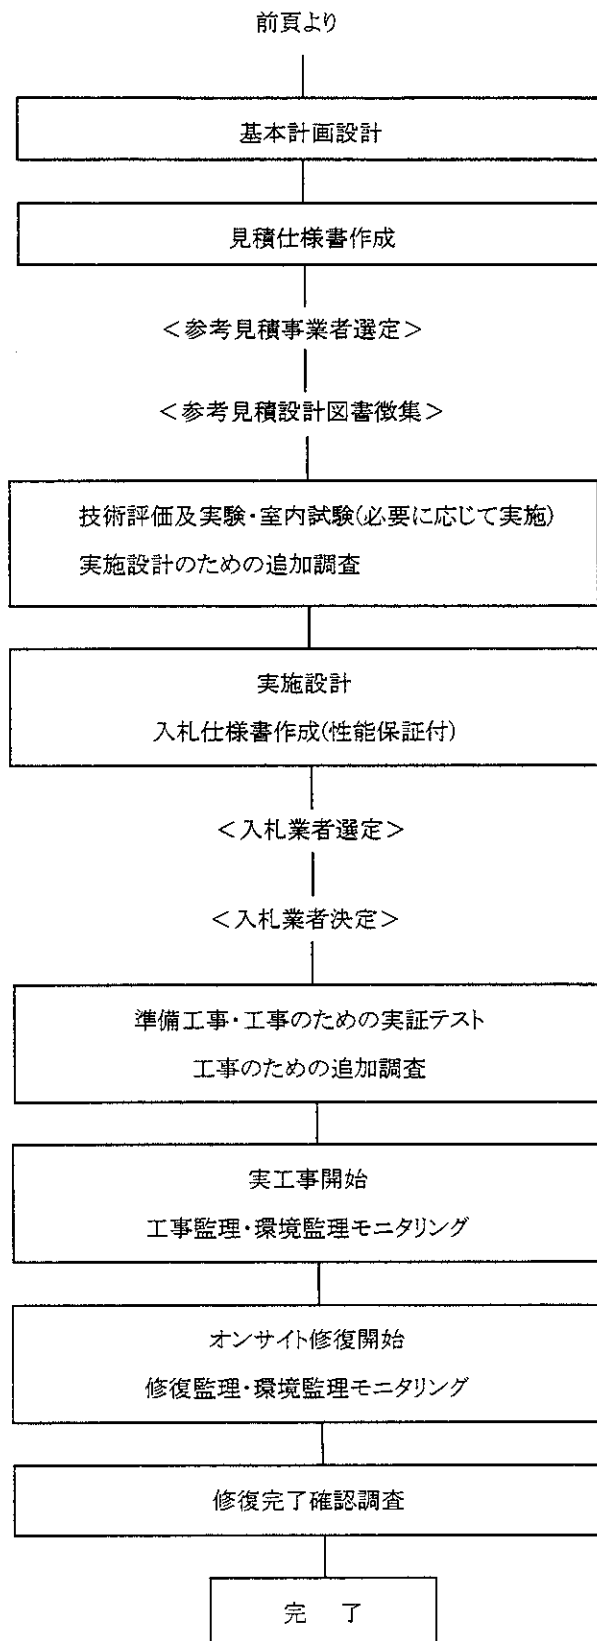 前頁より
基本計画設計
見積仕様書作成
＜参考見積事業者選定＞
＜参考見積設計図書徴集＞
技術評価及実験・室内試験(必要に応じて実施)
実施設計のための追加調査
実施設計
入札仕様書作成(性能保証付)
＜入札業者選定＞
＜入札業者決定＞
準備工事・工事のための実証テスト
工事のための追加調査
実工事開始
工事監理・環境監理モニタリング
オンサイト修復開始
修復監理・環境監理モニタリング
修復完了確認調査
完　了